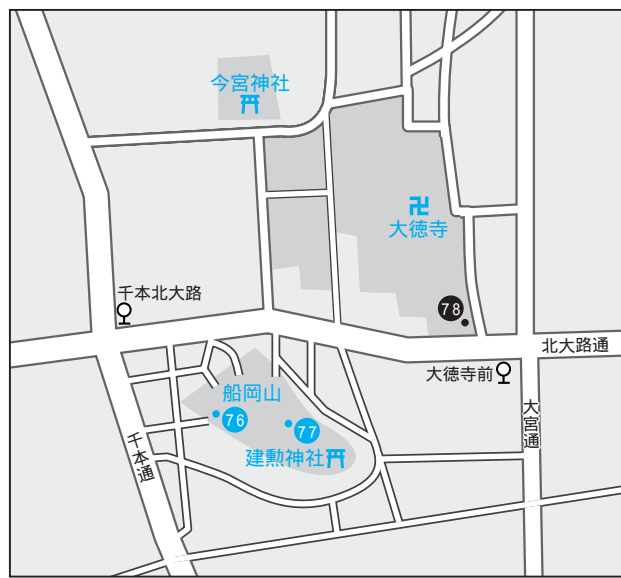 今宮神社
大徳寺
78
千本北大路
北大路通
大徳寺前
船岡山
76
77
建勲神社
大宮通
千本通